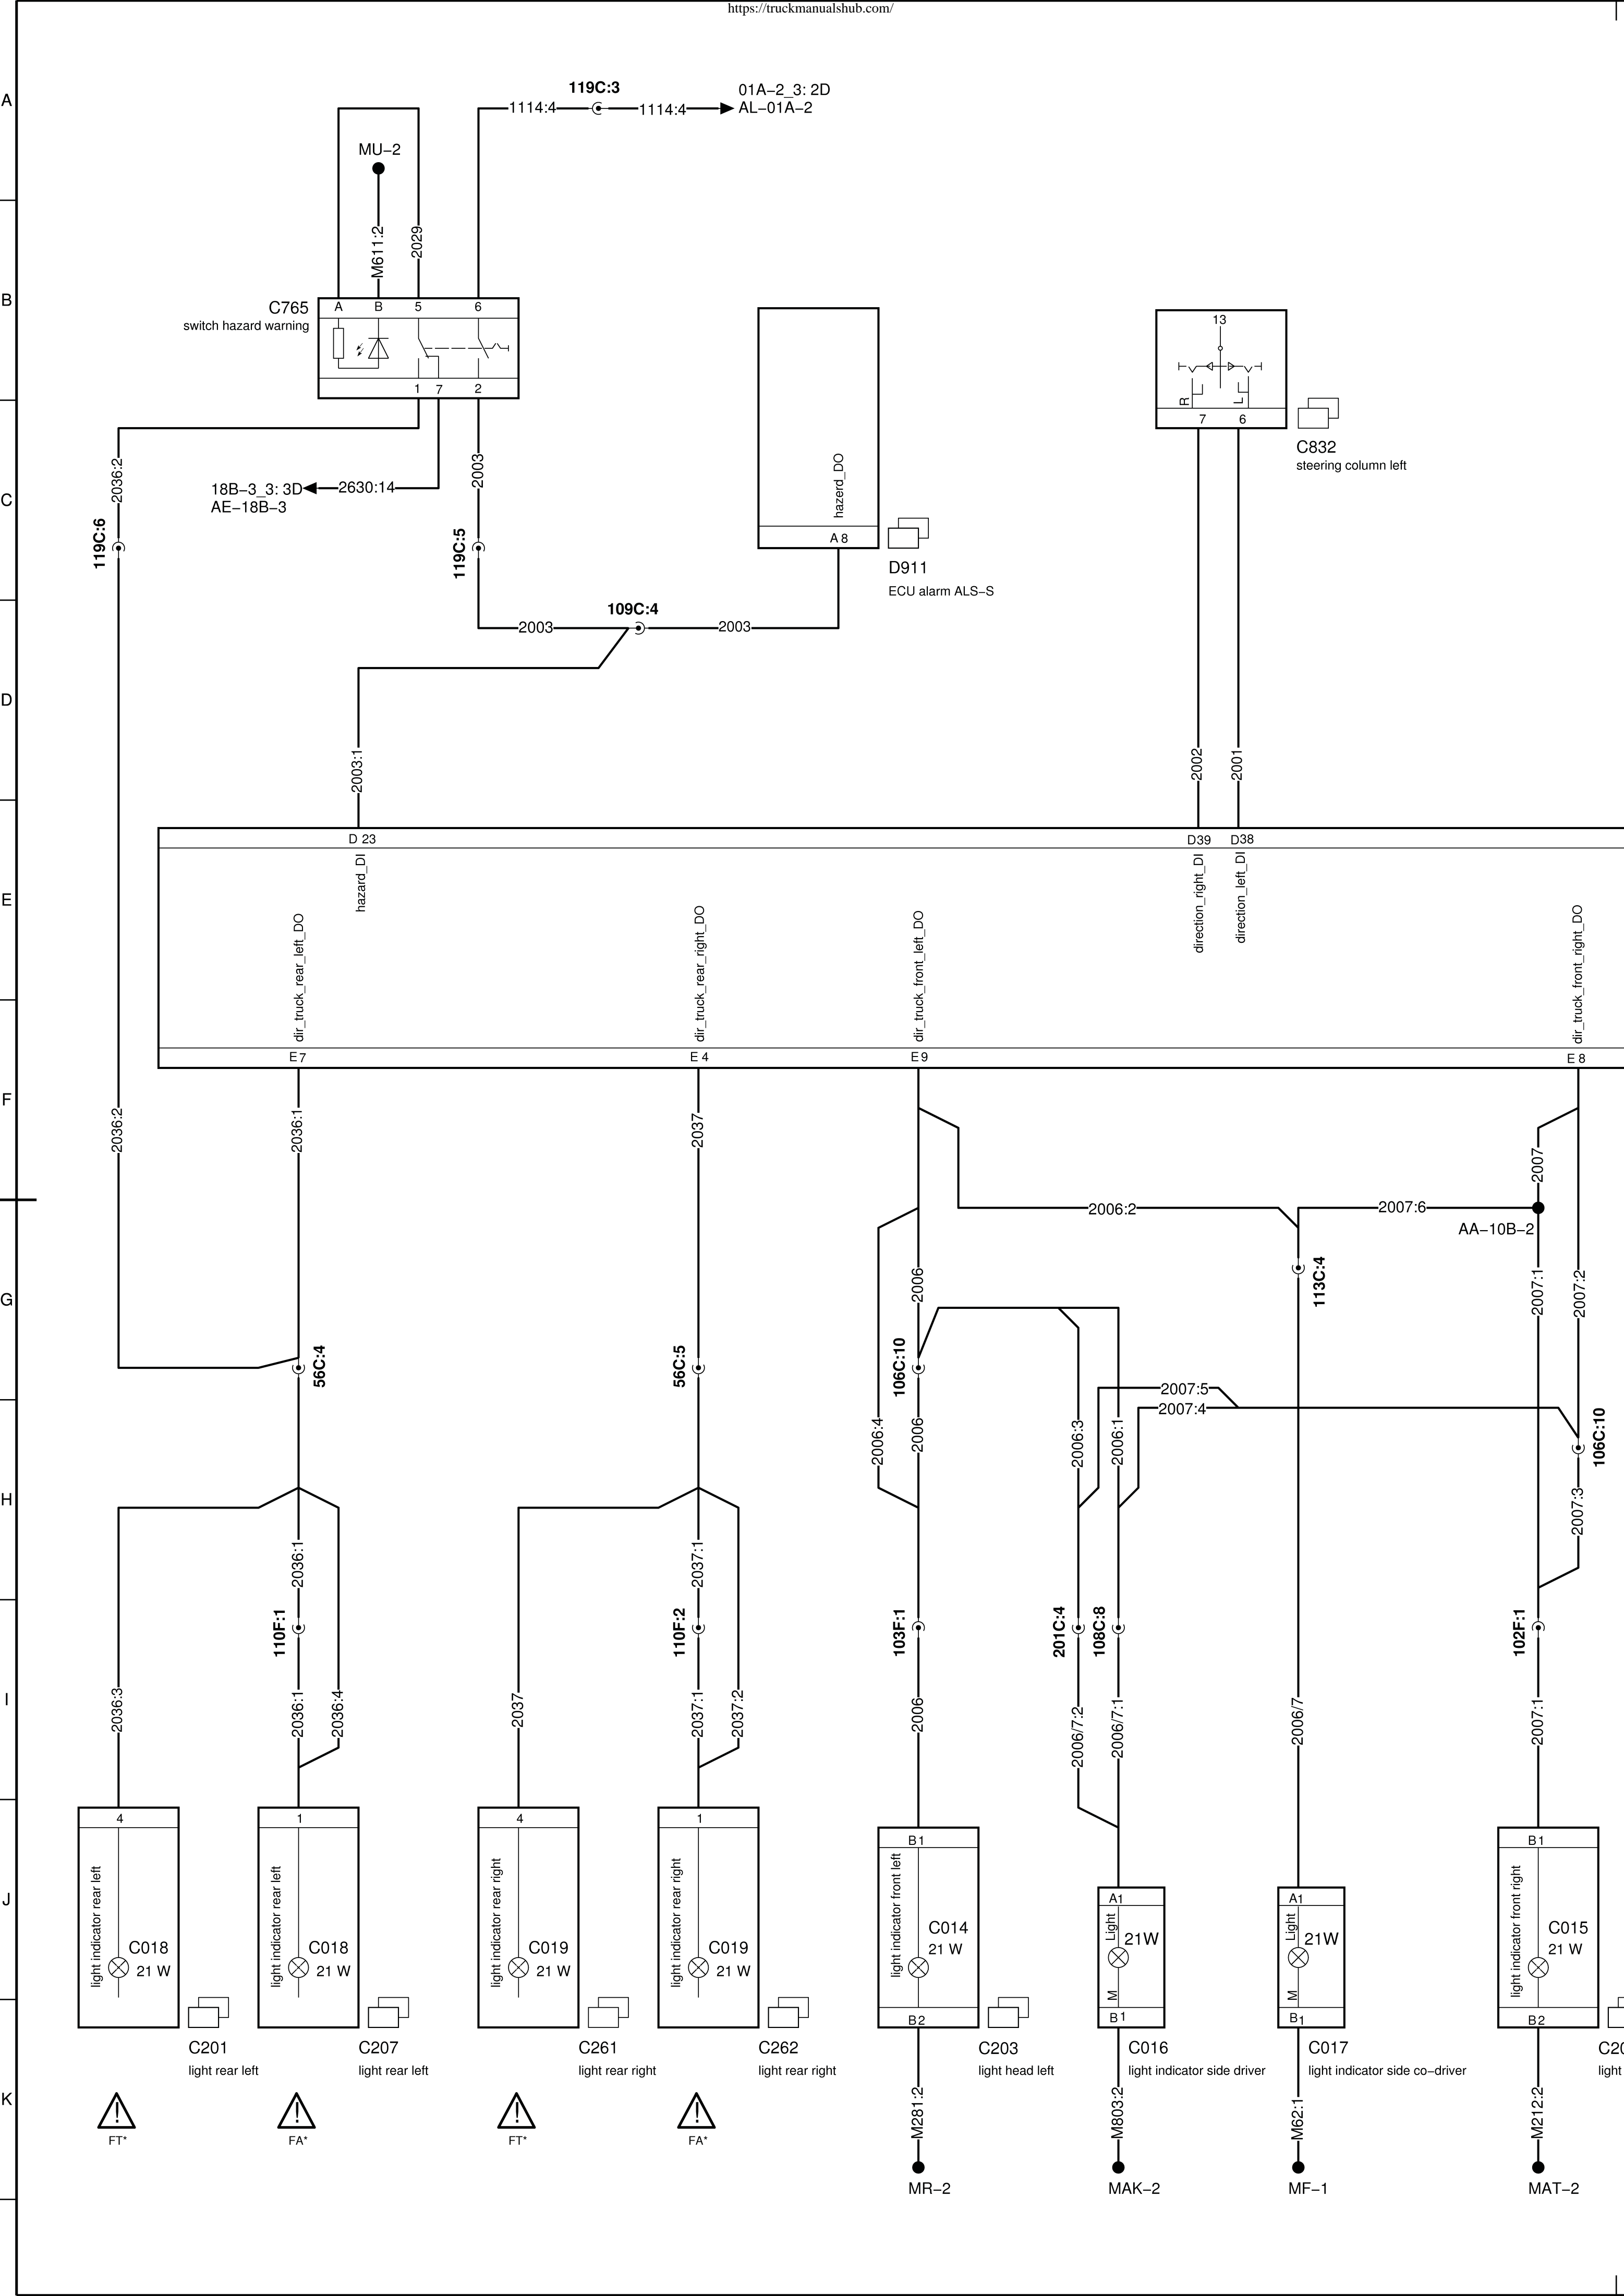 https://truckmanualshub.com/
A
119C:3
01A–2_3: 2D
1114:4
1114:4
AL–01A–2
MU–2
M611:2
2029
B
C765
switch hazard warning
A B 5 6
1 7 2
13
R
L
7 6
C832
steering column left
C
2036:2
18B–3_3: 3D
2630:14
AE–18B–3
2003
119C:6
119C:5
hazerd_DO
A 8
D911
ECU alarm ALS–S
109C:4
2003
2003
D
2003:1
2002
2001
D 23
D39 D38
hazard_DI
direction_right_DI
direction_left_DI
E
dir_truck_rear_left_DO
dir_truck_rear_right_DO
dir_truck_front_left_DO
dir_truck_front_right_DO
E 7
E 4
E 9
E 8
F
2036:2
2036:1
2037
2007
2006:2
2007:6
AA–10B–2
G
2006
113C:4
2007:1
2007:2
56C:4
56C:5
106C:10
2007:5
2007:4
106C:10
2006:4
2006
2006:3
2006:1
H
2007:3
2036:1
2037:1
110F:1
110F:2
103F:1
201C:4
108C:8
102F:1
I
2036:3
2036:1
2036:4
2037
2037:1
2037:2
2006
2006/7:2
2006/7:1
2006/7
2007:1
4
1
4
1
B 1
B 1
J
light indicator rear left
C018
21 W
light indicator rear left
C018
21 W
light indicator rear right
C019
21 W
light indicator rear right
C019
21 W
light indicator front left
C014
21 W
A1
Light
21W
M
A1
Light
21W
M
light indicator front right
C015
21 W
B 2
B 1
B 1
B 2
C201
light rear left
C207
light rear left
C261
light rear right
C262
light rear right
C203
light head left
C016
light indicator side driver
C017
light indicator side co–driver
light
K
FT*
FA*
FT*
FA*
M281:2
M803:2
M62:1
M212:2
MR–2
MAK–2
MF–1
MAT–2